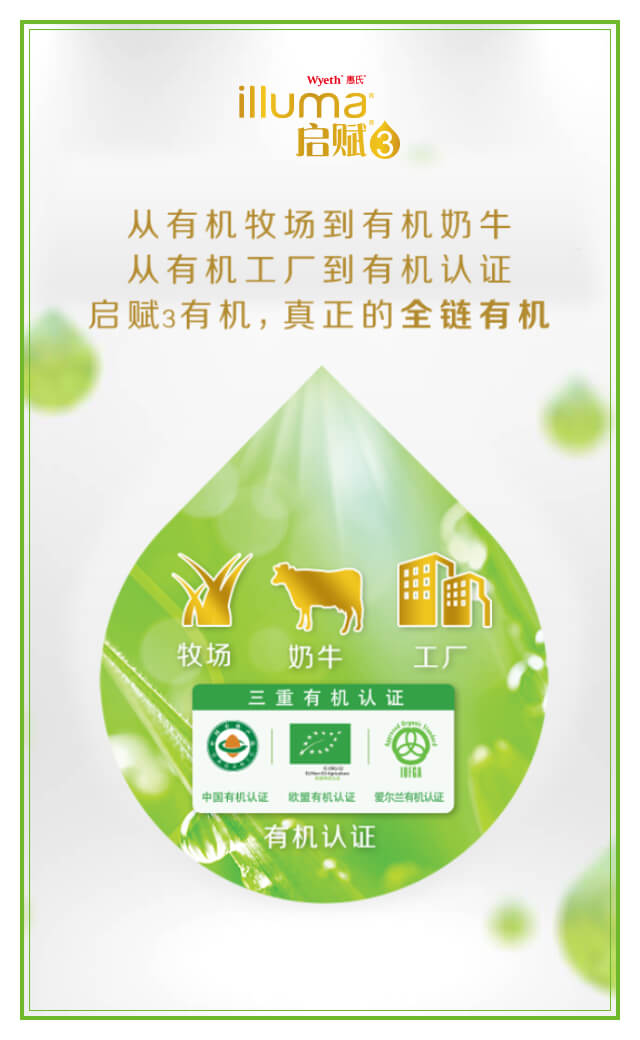 Wyeth 惠氏
illuma
启赋3
从有机牧场到有机奶牛
从有机工厂到有机认证
启赋3有机，真正的全链有机
牧场 奶牛 工厂
三重有机认证
IOFGA
中国有机认证 欧盟有机认证 爱尔兰有机认证
有机认证